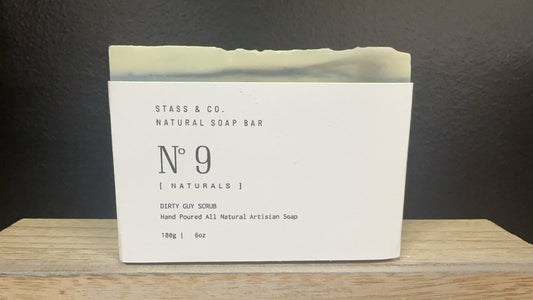 STASS & CO.
NATURAL SOAP BAR
Nº 9
[ NATURALS ]
DIRTY GUY SCRUB
Hand Poured All Natural Artisian Soap
180g | 6oz